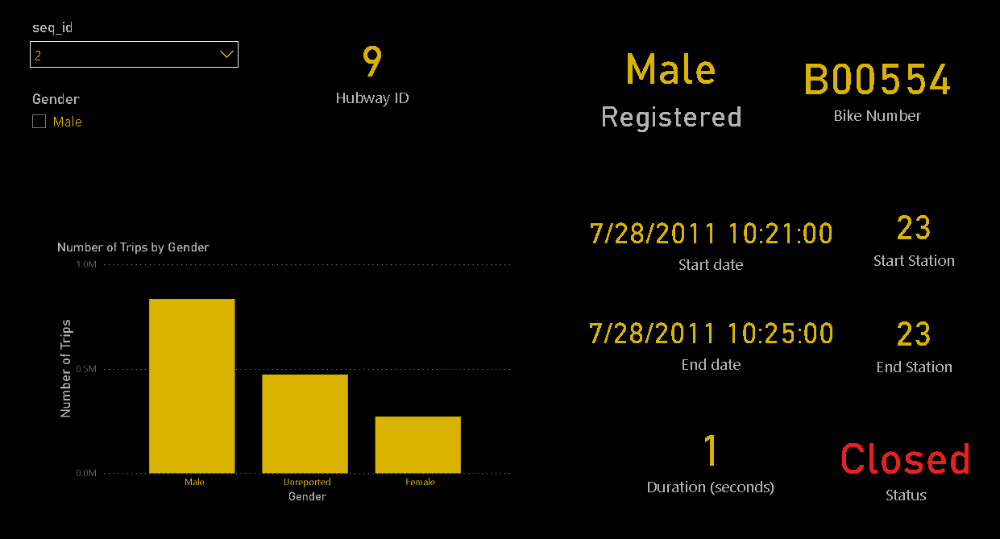 seq_id
2
Gender
Male
9
Hubway ID
Male
Registered
B00554
Bike Number
7/28/2011 10:21:00
Start date
23
Start Station
7/28/2011 10:25:00
End date
23
End Station
1
Duration (seconds)
Closed
Status
Number of Trips by Gender
Number of Trips
1.0M
0.5M
0.0M
Male
Unreported
Female
Gender